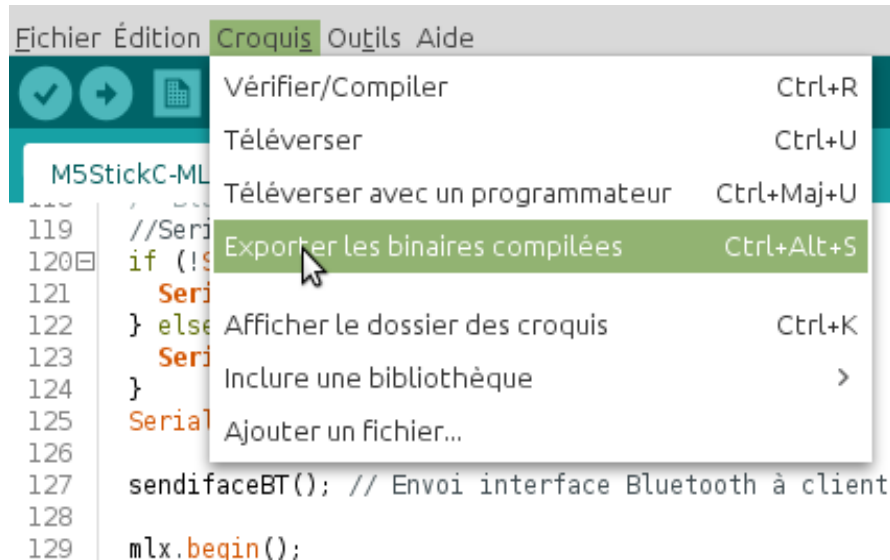 Fichier Édition Croquis Outils Aide
Vérifier/Compiler Ctrl+R
Téléverser Ctrl+U
M5StickC-ML
Téléverser avec un programmateur Ctrl+Maj+U
119 //Seri
Exporter les binaires compilées Ctrl+Alt+S
120 if (!S
121 Seri
122 } else
Afficher le dossier des croquis Ctrl+K
123 Seri
Inclure une bibliothèque
124 }
125 Serial
Ajouter un fichier...
126
127 sendifaceBT(); // Envoi interface Bluetooth à client
128
129 mlx.begin();